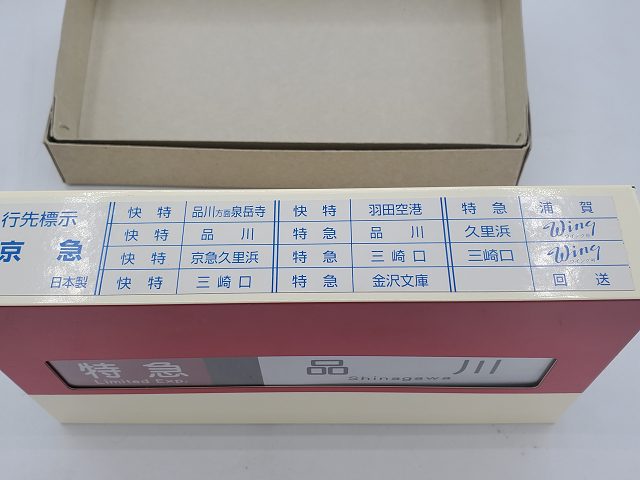 行先標示
京急
日本製
快特 品川方面泉岳寺 快特 羽田空港 特急 浦賀
快特 品川 特急 品川 久里浜 Wing
快特 京急久里浜 特急 三崎口 三崎口 Wing
快特 三崎口 特急 金沢文庫 回送
特急 品川
Limited Exp. Shinagawa